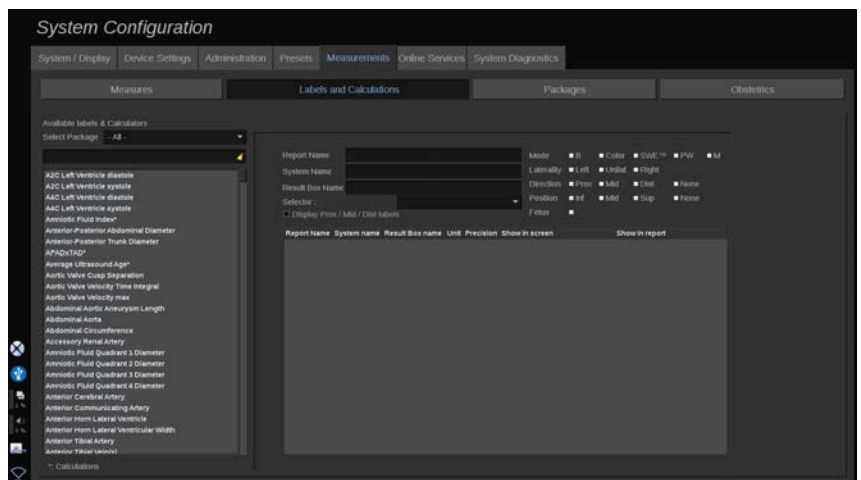 System Configuration
System / Display Device Settings Administration Presets Measurements Online Services System Diagnostics
Measures Labels and Calculations Packages Obstetrics
Available labels & Calculators
Select Package - All -
A2C Left Ventricle diastole
A2C Left Ventricle systole
A4C Left Ventricle diastole
A4C Left Ventricle systole
Amniotic Fluid Index*
Anterior-Posterior Abdominal Diameter
Anterior-Posterior Trunk Diameter
APADxTAD*
Average Ultrasound Age*
Aortic Valve Cusp Separation
Aortic Valve Velocity Time Integral
Aortic Valve Velocity max
Abdominal Aortic Aneurysm Length
Abdominal Aorta
Abdominal Circumference
Accessory Renal Artery
Amniotic Fluid Quadrant 1 Diameter
Amniotic Fluid Quadrant 2 Diameter
Amniotic Fluid Quadrant 3 Diameter
Amniotic Fluid Quadrant 4 Diameter
Anterior Cerebral Artery
Anterior Communicating Artery
Anterior Horn Lateral Ventricle
Anterior Horn Lateral Ventricular Width
Anterior Tibial Artery
Anterior Tibial Vein(s)
*: Calculations
Report Name
System Name
Result Box Name
Selector :
Display Prox / Mid / Dist labels
Mode B Color SWE™ PW M
Laterality Left Unilat Right
Direction Prox Mid Dist None
Position Inf Mid Sup None
Fetus
Report Name System name Result Box name Unit Precision Show in screen Show in report